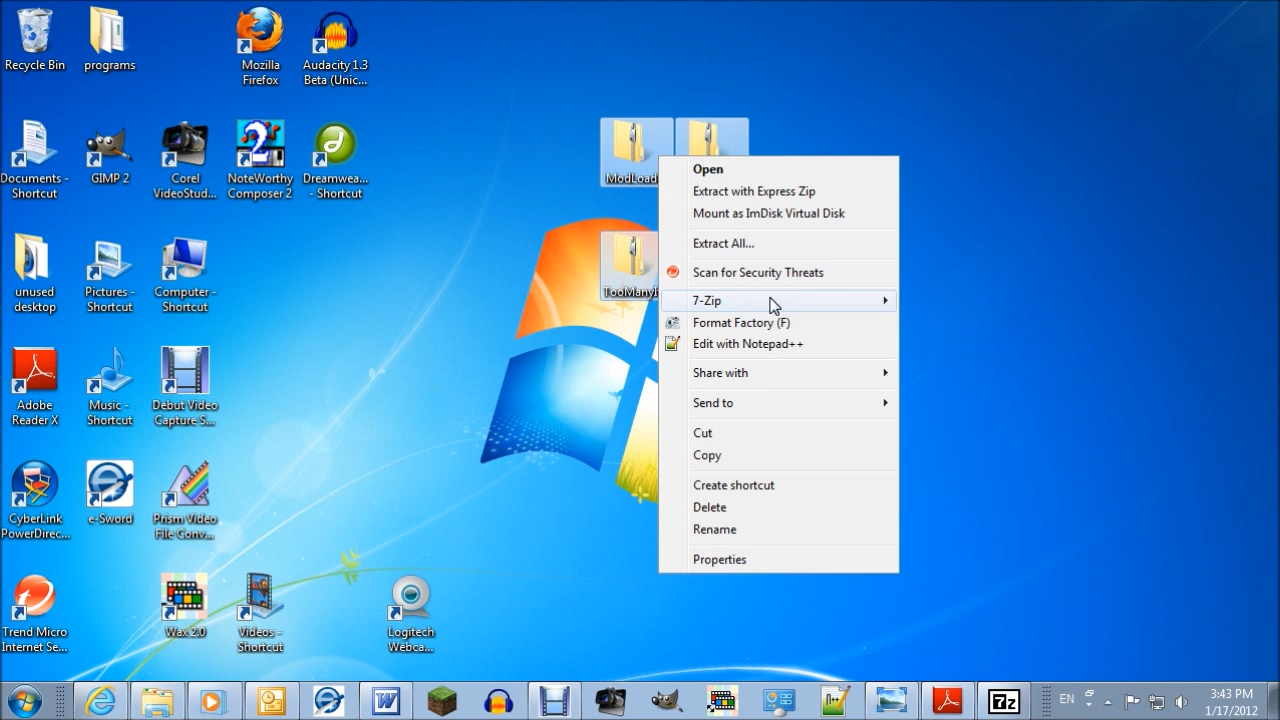 Recycle Bin
programs
Mozilla
Firefox
Audacity 1.3
Beta (Unic...
Documents -
Shortcut
GIMP 2
Corel
VideoStud...
NoteWorthy
Composer 2
Dreamwea...
- Shortcut
unused
desktop
Pictures -
Shortcut
Computer -
Shortcut
Adobe
Reader X
Music -
Shortcut
Debut Video
Capture S...
CyberLink
PowerDirec...
e-Sword
Prism Video
File Conv...
Trend Micro
Internet Se...
Wax 2.0
Videos -
Shortcut
Logitech
Webca...
Open
Extract with Express Zip
Mount as ImDisk Virtual Disk
Extract All...
Scan for Security Threats
7-Zip
Format Factory (F)
Edit with Notepad++
Share with
Send to
Cut
Copy
Create shortcut
Delete
Rename
Properties
EN
3:43 PM
1/17/2012